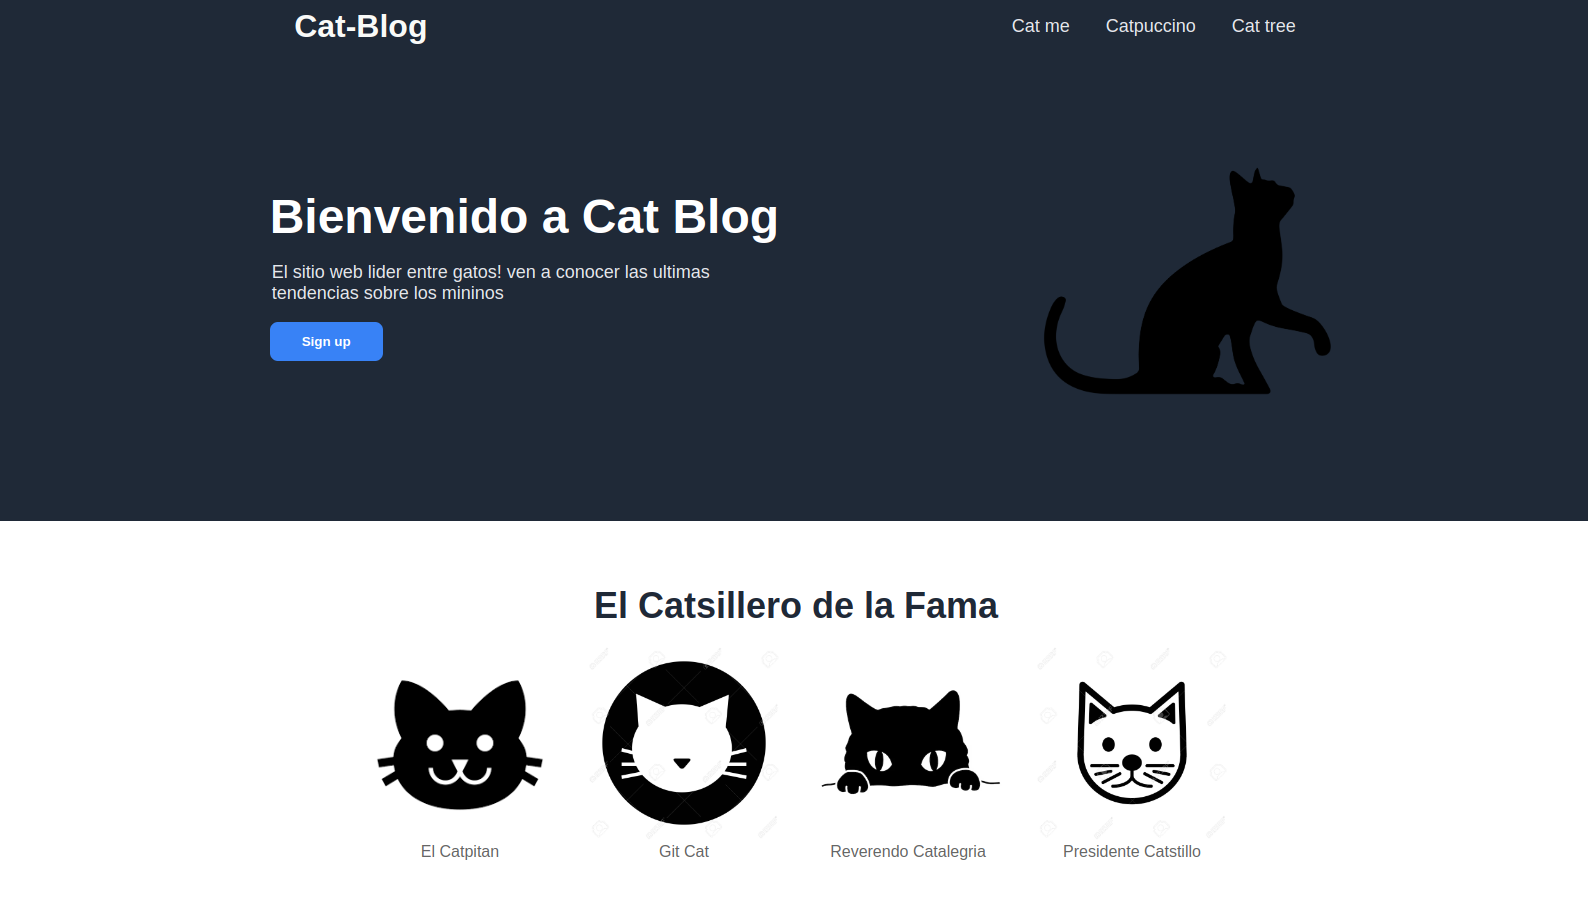 Cat-Blog
Cat me
Catpuccino
Cat tree
Bienvenido a Cat Blog
El sitio web lider entre gatos! ven a conocer las ultimas
tendencias sobre los mininos
Sign up
El Catsillero de la Fama
El Catpitan
Git Cat
Reverendo Catalegria
Presidente Catstillo